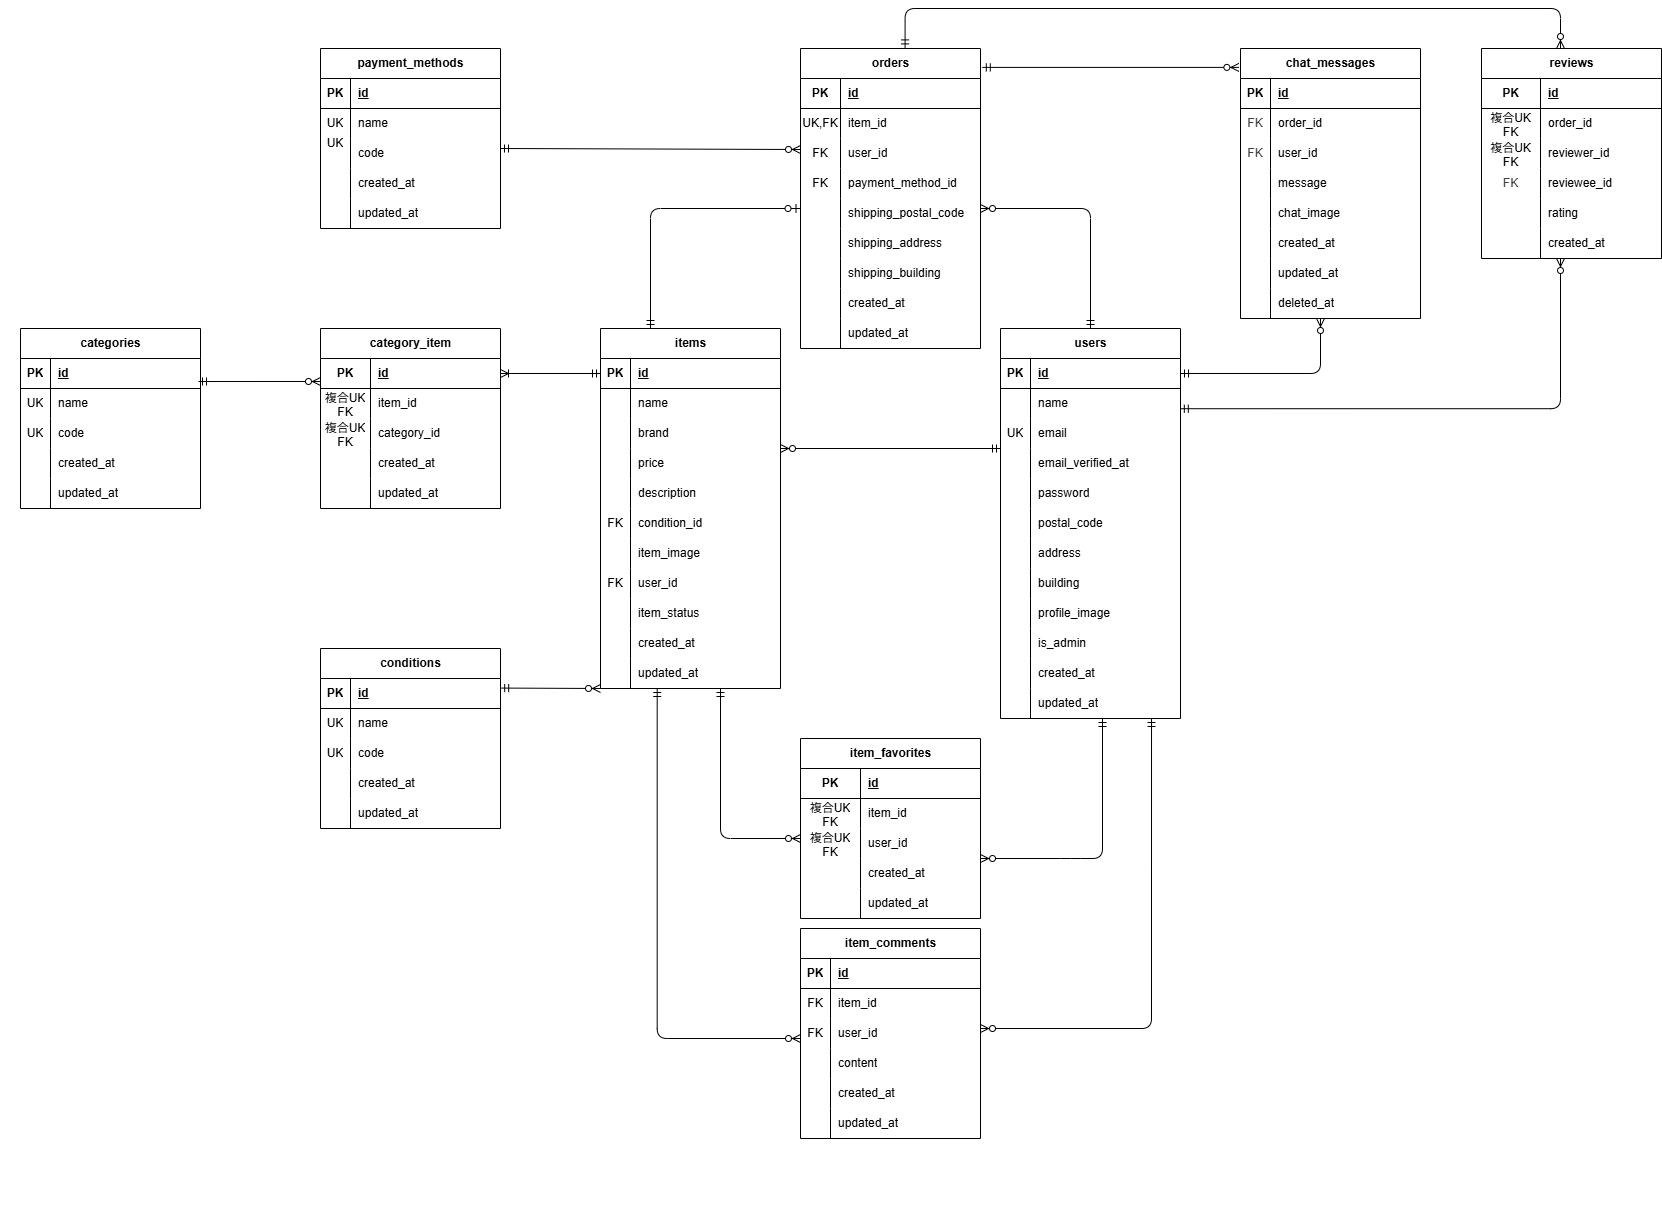 payment_methods
PK id
UK name
UK code
created_at
updated_at
orders
PK id
UK,FK item_id
FK user_id
FK payment_method_id
shipping_postal_code
shipping_address
shipping_building
created_at
updated_at
chat_messages
PK id
FK order_id
FK user_id
message
chat_image
created_at
updated_at
deleted_at
reviews
PK id
複合UK
FK order_id
複合UK
FK reviewer_id
FK reviewee_id
rating
created_at
categories
PK id
UK name
UK code
created_at
updated_at
category_item
PK id
複合UK
FK item_id
複合UK
FK category_id
created_at
updated_at
items
PK id
name
brand
price
description
FK condition_id
item_image
FK user_id
item_status
created_at
updated_at
users
PK id
name
UK email
email_verified_at
password
postal_code
address
building
profile_image
is_admin
created_at
updated_at
conditions
PK id
UK name
UK code
created_at
updated_at
item_favorites
PK id
複合UK
FK item_id
複合UK
FK user_id
created_at
updated_at
item_comments
PK id
FK item_id
FK user_id
content
created_at
updated_at